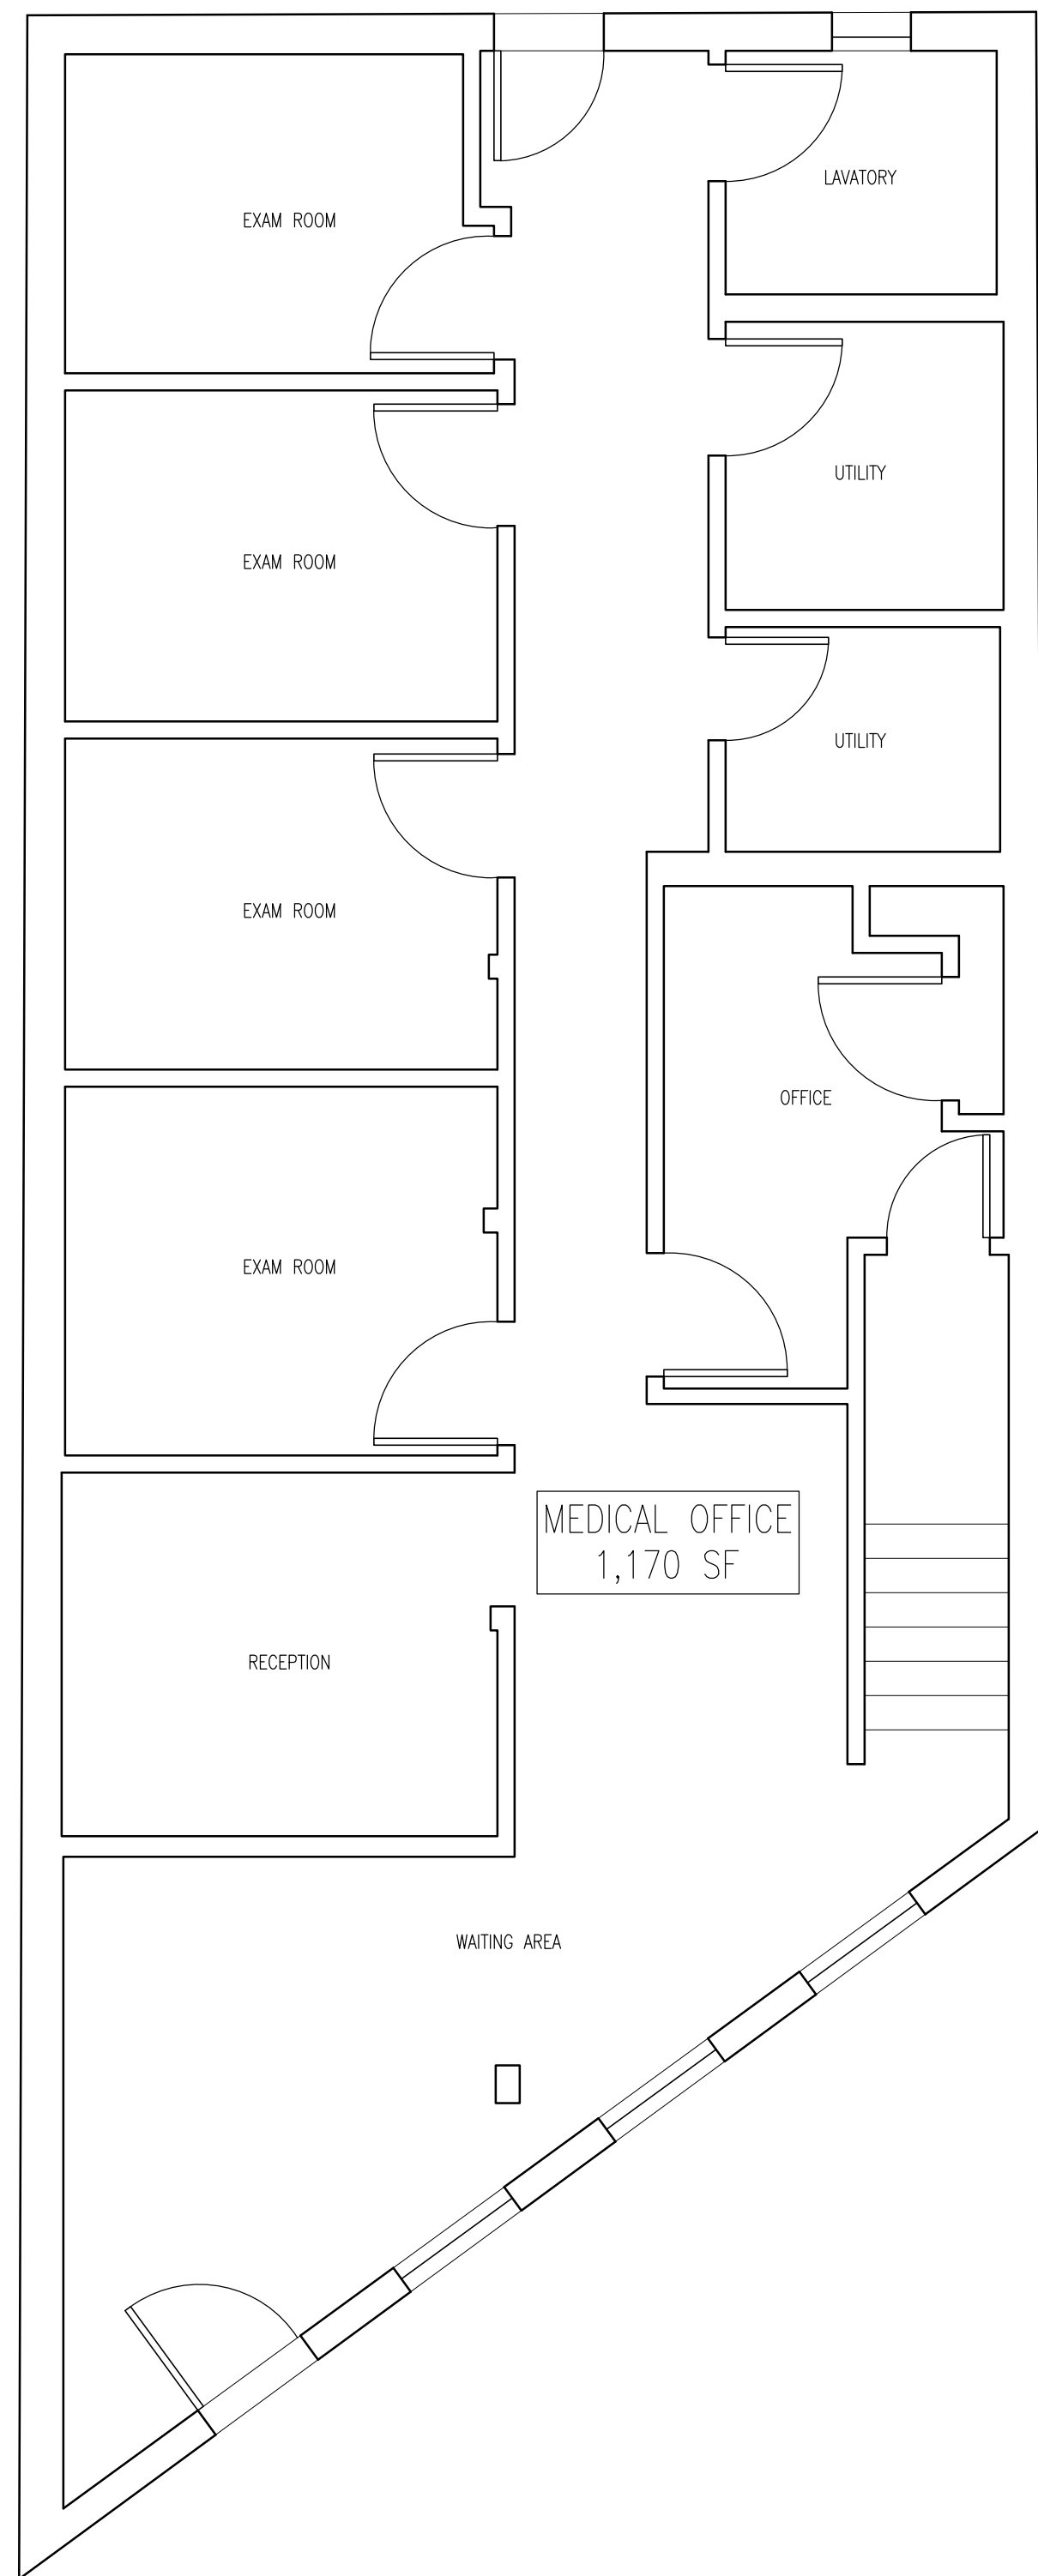 LAVATORY
EXAM ROOM
UTILITY
EXAM ROOM
UTILITY
EXAM ROOM
OFFICE
EXAM ROOM
MEDICAL OFFICE
1,170 SF
RECEPTION
WAITING AREA